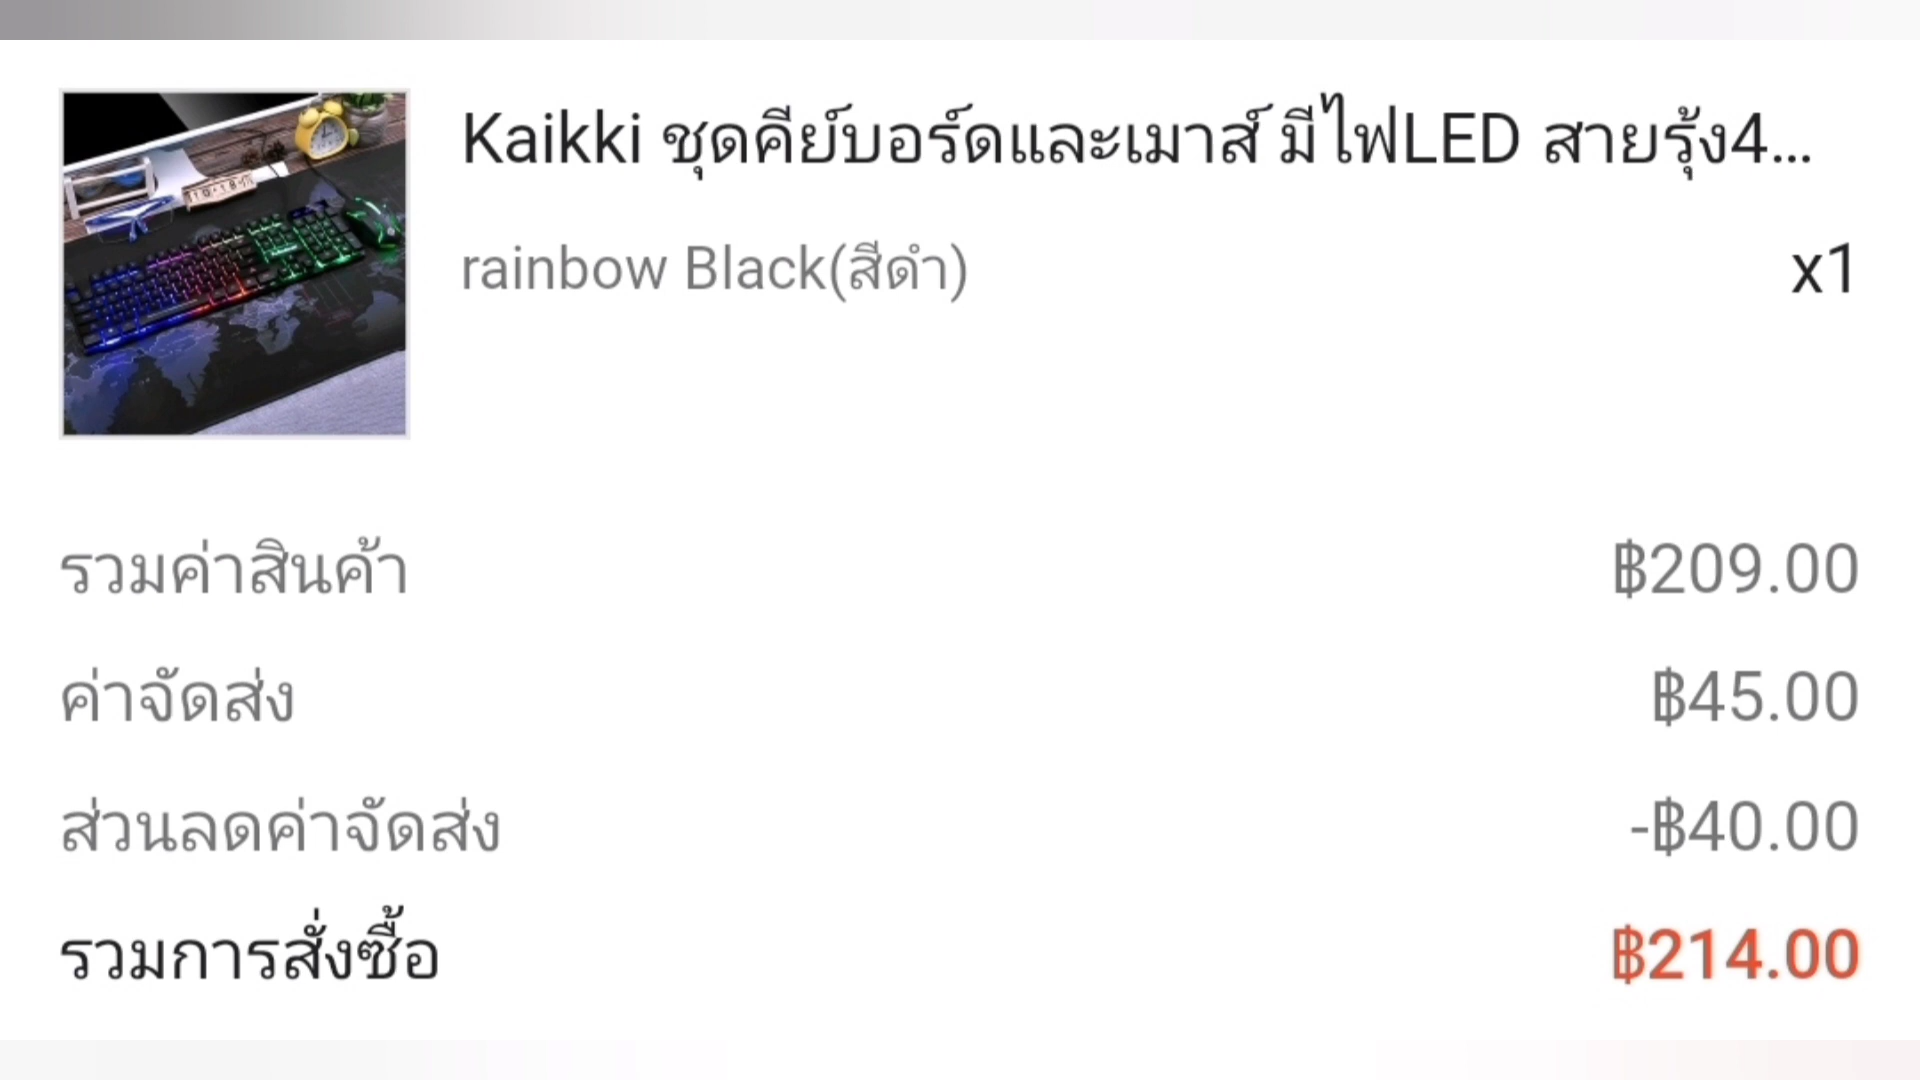 Kaikki ชุดคีย์บอร์ดและเมาส์ มีไฟLED สายรุ้ง4...
rainbow Black(สีดำ)
x1
รวมค่าสินค้า ฿209.00
ค่าจัดส่ง ฿45.00
ส่วนลดค่าจัดส่ง -฿40.00
รวมการสั่งซื้อ ฿214.00